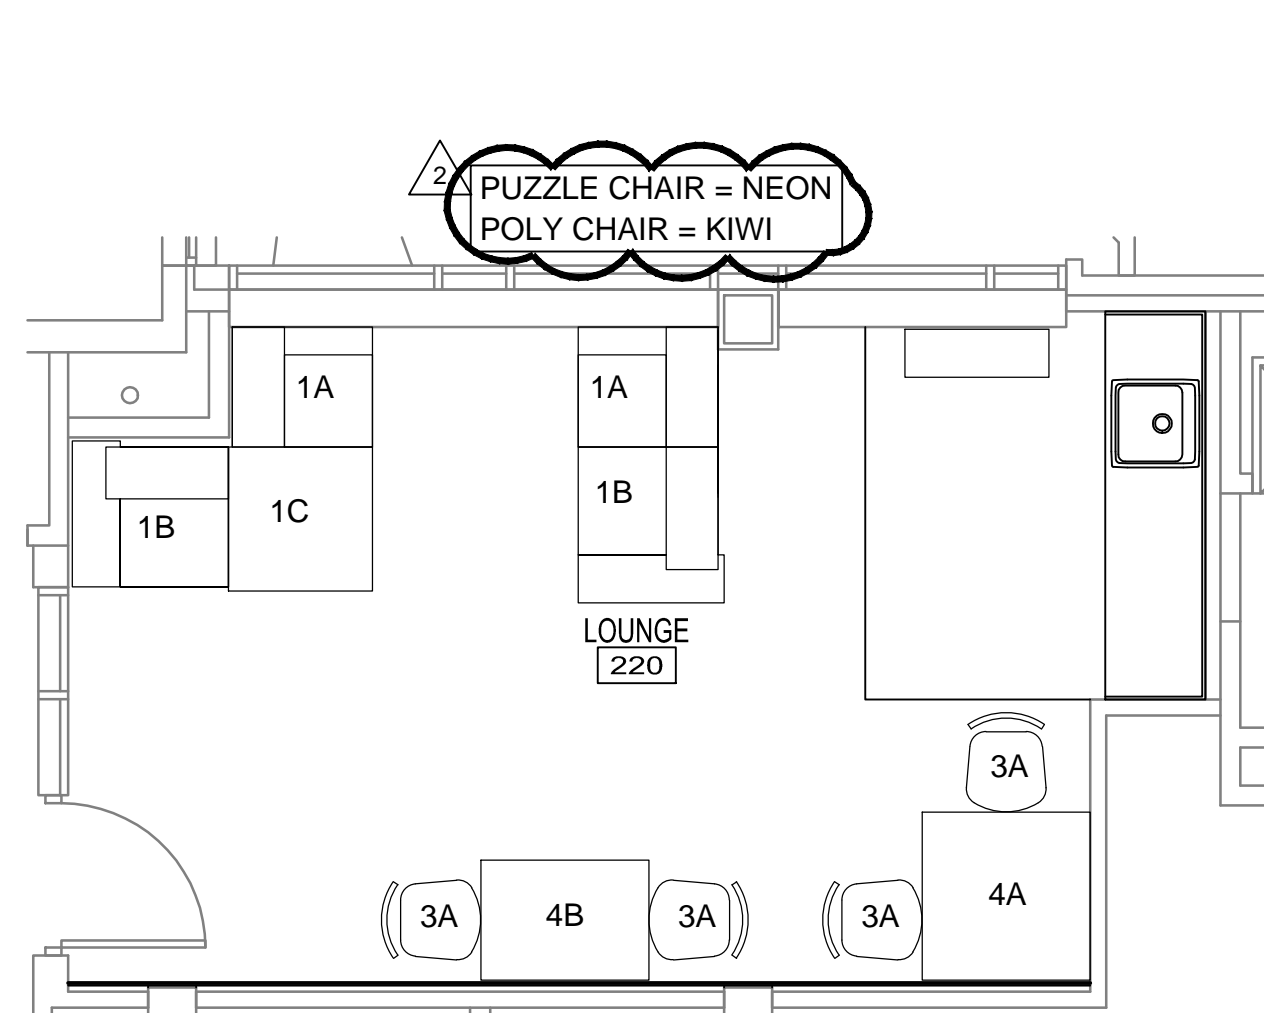 2
PUZZLE CHAIR = NEON
POLY CHAIR = KIWI
1A
1A
1B
1C
1B
LOUNGE
220
3A
4A
3A
4B
3A
3A